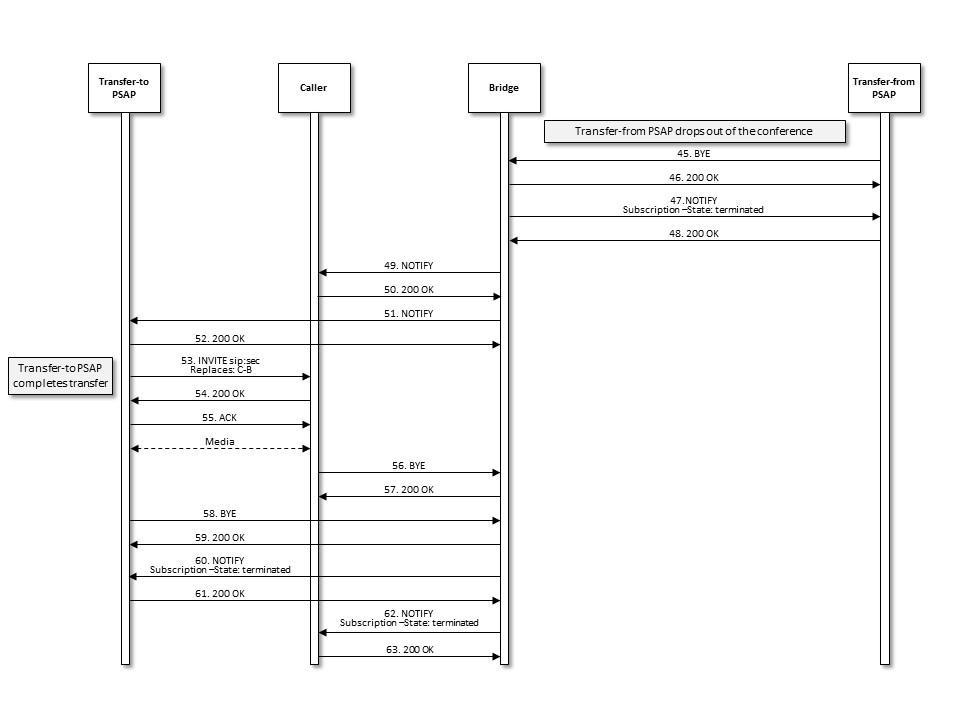 Transfer-to
PSAP
Caller
Bridge
Transfer-from
PSAP
Transfer-from PSAP drops out of the conference
45. BYE
46. 200 OK
47.NOTIFY
Subscription –State: terminated
48. 200 OK
49. NOTIFY
50. 200 OK
51. NOTIFY
52. 200 OK
Transfer-to PSAP
completes transfer
53. INVITE sip:sec
Replaces: C-B
54. 200 OK
55. ACK
Media
56. BYE
57. 200 OK
58. BYE
59. 200 OK
60. NOTIFY
Subscription –State: terminated
61. 200 OK
62. NOTIFY
Subscription –State: terminated
63. 200 OK